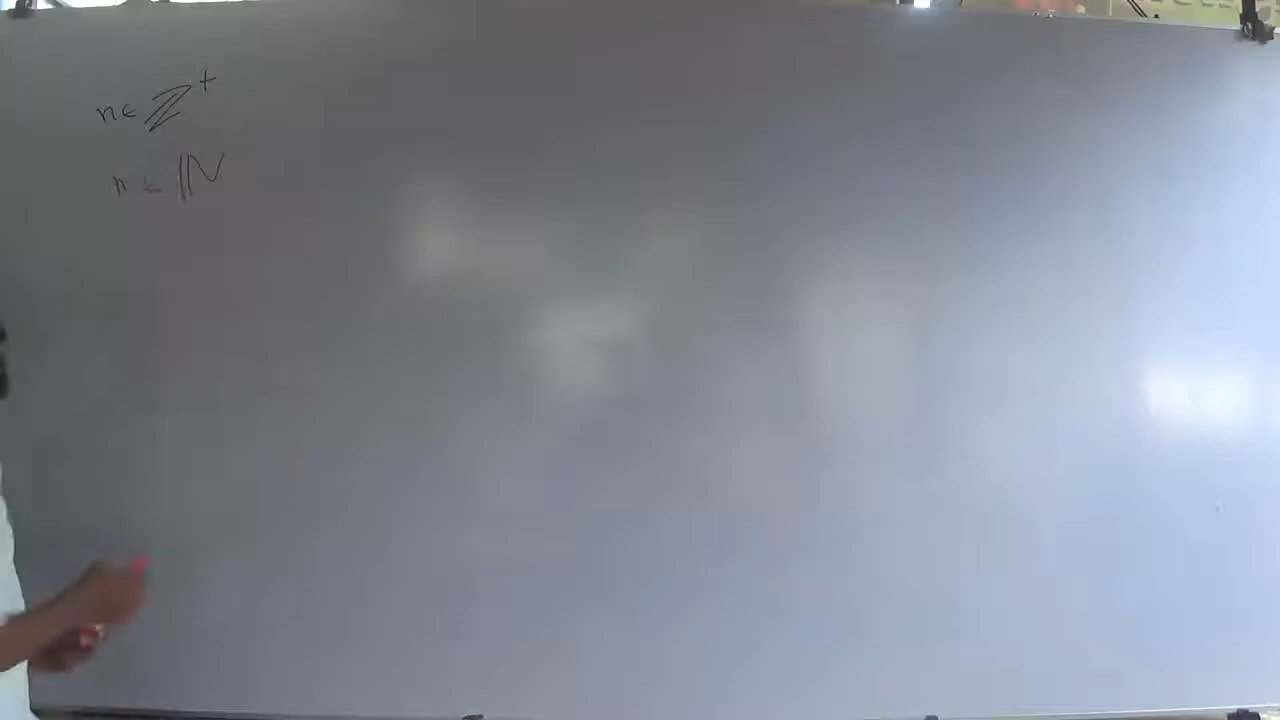 n ∈ ℤ⁺
n ∈ ℕ